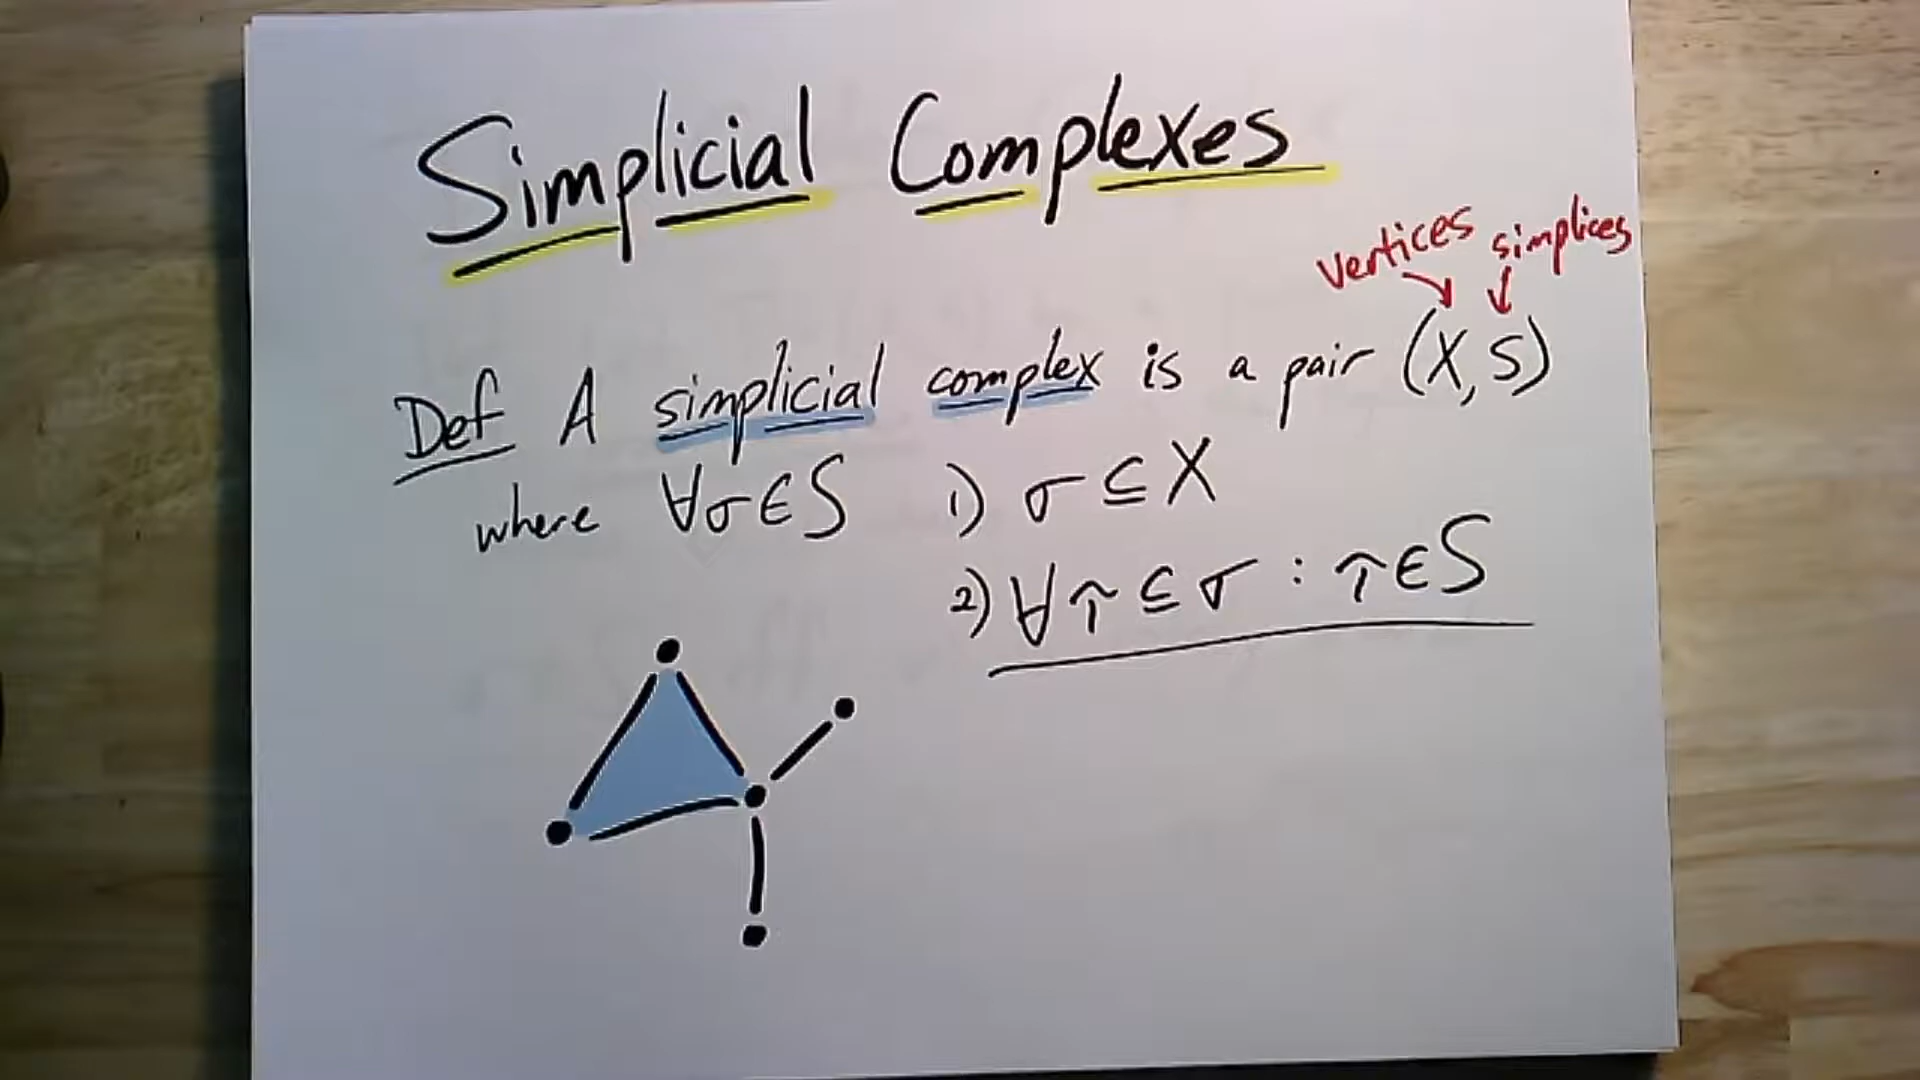 Simplicial Complexes
vertices simplices
Def A simplicial complex is a pair (X, S)
where ∀σ∈S 1) σ ⊆ X
2) ∀τ ⊆ σ : τ∈S